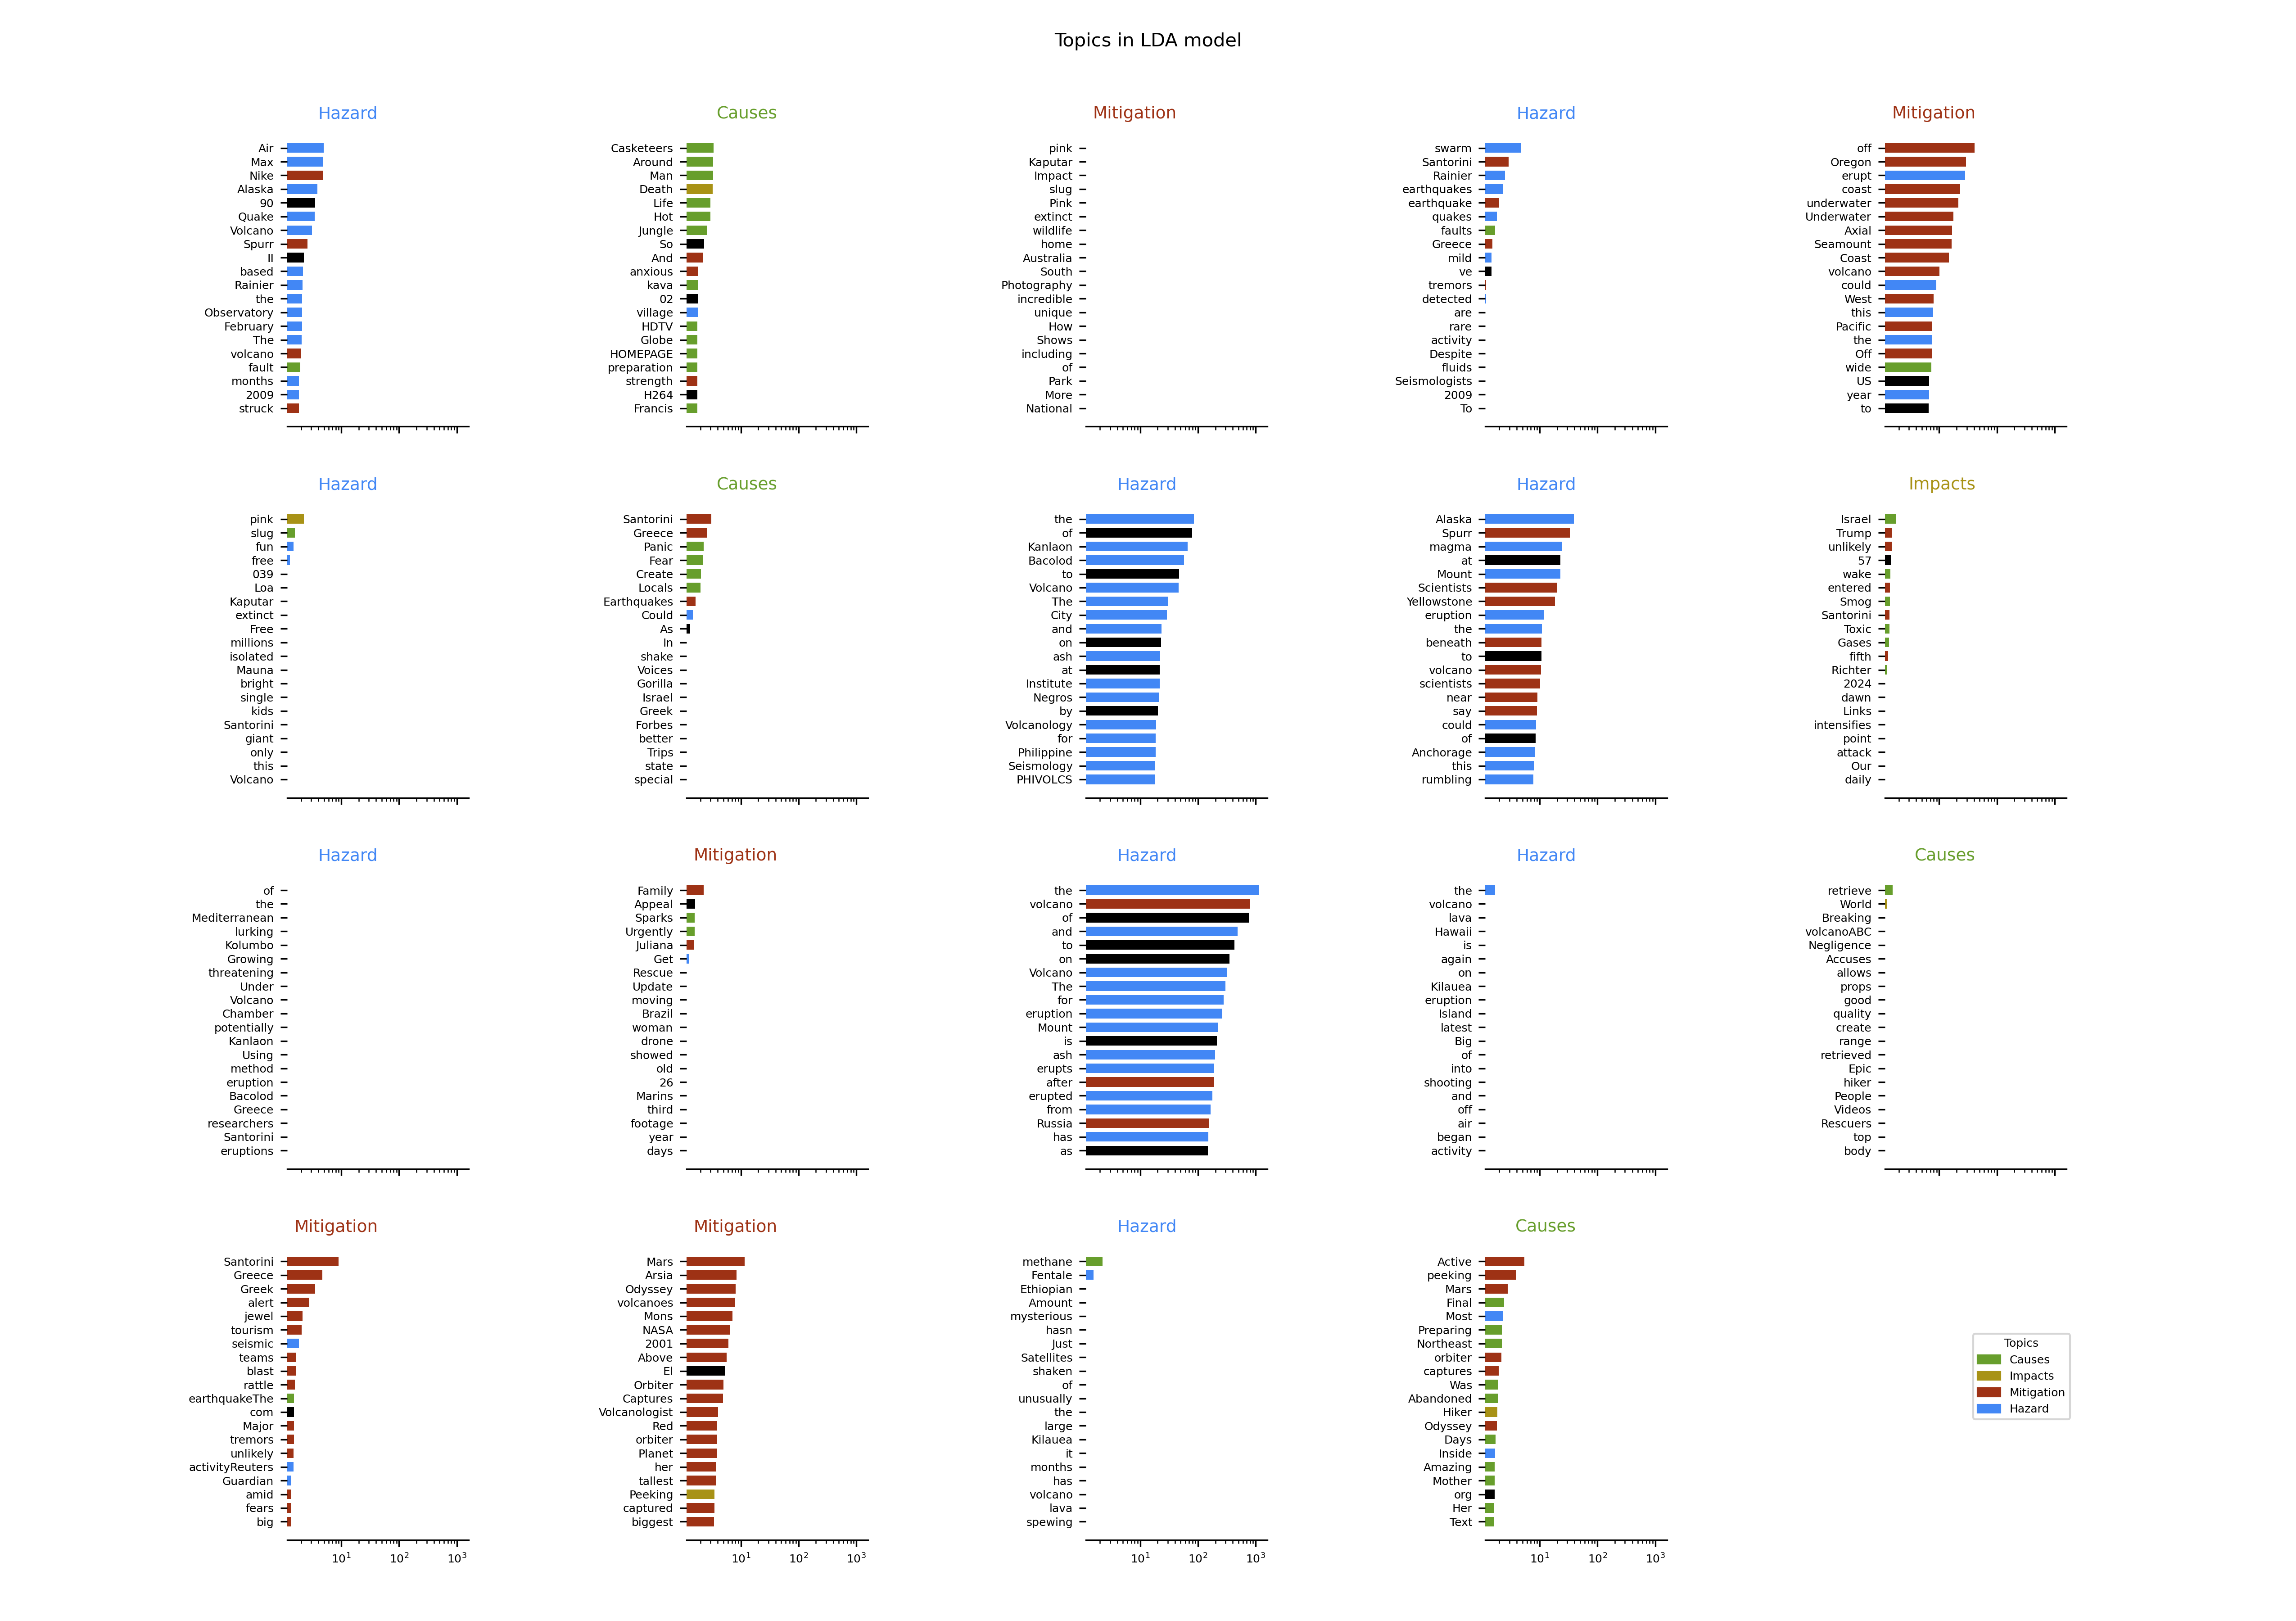 Topics in LDA model
Hazard
Air
Max
Nike
Alaska
90
Quake
Volcano
Spurr
II
based
Rainier
the
Observatory
February
The
volcano
fault
months
2009
struck
Causes
Casketeers
Around
Man
Death
Life
Hot
Jungle
So
And
anxious
kava
02
village
HDTV
Globe
HOMEPAGE
preparation
strength
H264
Francis
Mitigation
pink
Kaputar
Impact
slug
Pink
extinct
wildlife
home
Australia
South
Photography
incredible
unique
How
Shows
including
of
Park
More
National
Hazard
swarm
Santorini
Rainier
earthquakes
earthquake
quakes
faults
Greece
mild
ve
tremors
detected
are
rare
activity
Despite
fluids
Seismologists
2009
To
Mitigation
off
Oregon
erupt
coast
underwater
Underwater
Axial
Seamount
Coast
volcano
could
West
this
Pacific
the
Off
wide
US
year
to
Hazard
pink
slug
fun
free
039
Loa
Kaputar
extinct
Free
millions
isolated
Mauna
bright
single
kids
Santorini
giant
only
this
Volcano
Causes
Santorini
Greece
Panic
Fear
Create
Locals
Earthquakes
Could
As
In
shake
Voices
Gorilla
Israel
Greek
Forbes
better
Trips
state
special
Hazard
the
of
Kanlaon
Bacolod
to
Volcano
The
City
and
on
ash
at
Institute
Negros
by
Volcanology
for
Philippine
Seismology
PHIVOLCS
Hazard
Alaska
Spurr
magma
at
Mount
Scientists
Yellowstone
eruption
the
beneath
to
volcano
scientists
near
say
could
of
Anchorage
this
rumbling
Impacts
Israel
Trump
unlikely
57
wake
entered
Smog
Santorini
Toxic
Gases
fifth
Richter
2024
dawn
Links
intensifies
point
attack
Our
daily
Hazard
of
the
Mediterranean
lurking
Kolumbo
Growing
threatening
Under
Volcano
Chamber
potentially
Kanlaon
Using
method
eruption
Bacolod
Greece
researchers
Santorini
eruptions
Mitigation
Family
Appeal
Sparks
Urgently
Juliana
Get
Rescue
Update
moving
Brazil
woman
drone
showed
old
26
Marins
third
footage
year
days
Hazard
the
volcano
of
and
to
on
Volcano
The
for
eruption
Mount
is
ash
erupts
after
erupted
from
Russia
has
as
Hazard
the
volcano
lava
Hawaii
is
again
on
Kilauea
eruption
Island
latest
Big
of
into
shooting
and
off
air
began
activity
Causes
retrieve
World
Breaking
volcanoABC
Negligence
Accuses
allows
props
good
quality
create
range
retrieved
Epic
hiker
People
Videos
Rescuers
top
body
Mitigation
Santorini
Greece
Greek
alert
jewel
tourism
seismic
teams
blast
rattle
earthquakeThe
com
Major
tremors
unlikely
activityReuters
Guardian
amid
fears
big
10¹ 10² 10³
Mitigation
Mars
Arsia
Odyssey
volcanoes
Mons
NASA
2001
Above
El
Orbiter
Captures
Volcanologist
Red
orbiter
Planet
her
tallest
Peeking
captured
biggest
10¹ 10² 10³
Hazard
methane
Fentale
Ethiopian
Amount
mysterious
hasn
Just
Satellites
shaken
of
unusually
the
large
Kilauea
it
months
has
volcano
lava
spewing
10¹ 10² 10³
Causes
Active
peeking
Mars
Final
Most
Preparing
Northeast
orbiter
captures
Was
Abandoned
Hiker
Odyssey
Days
Inside
Amazing
Mother
org
Her
Text
10¹ 10² 10³
Topics
Causes
Impacts
Mitigation
Hazard